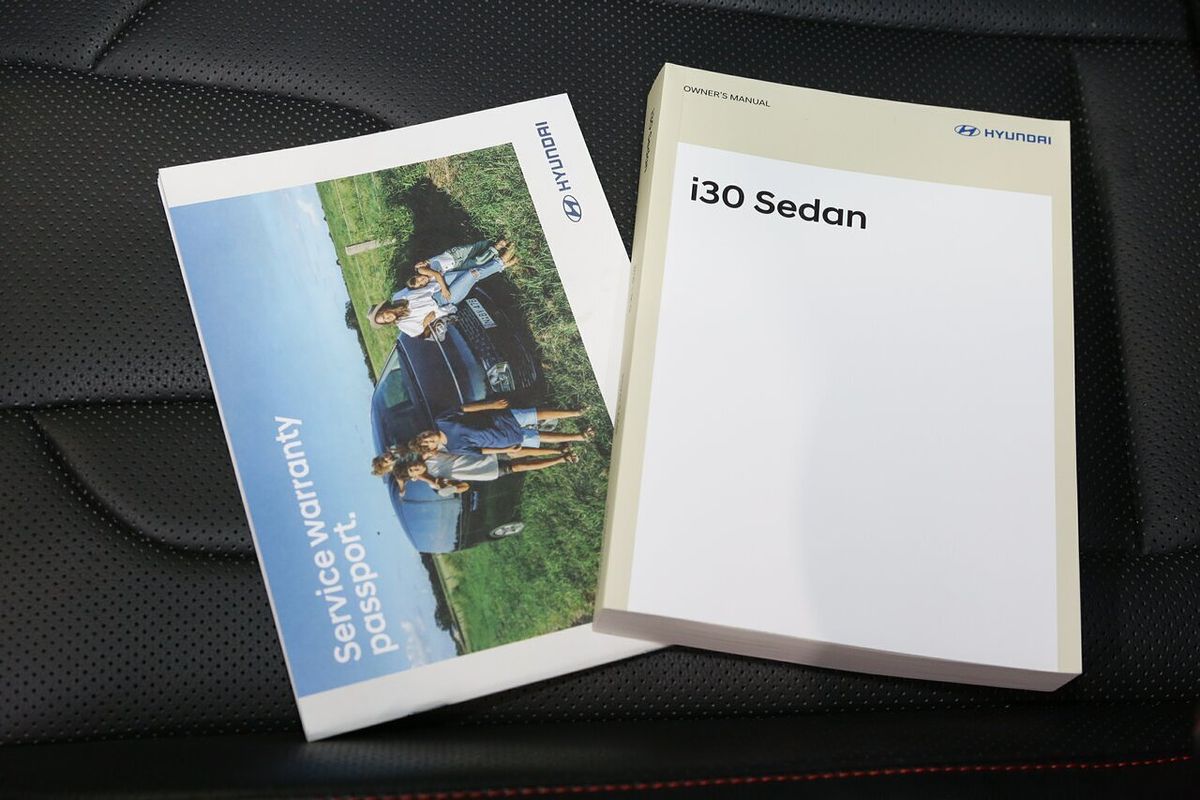 HYUNDAI
Service warranty
passport.
OWNER'S MANUAL
HYUNDAI
i30 Sedan